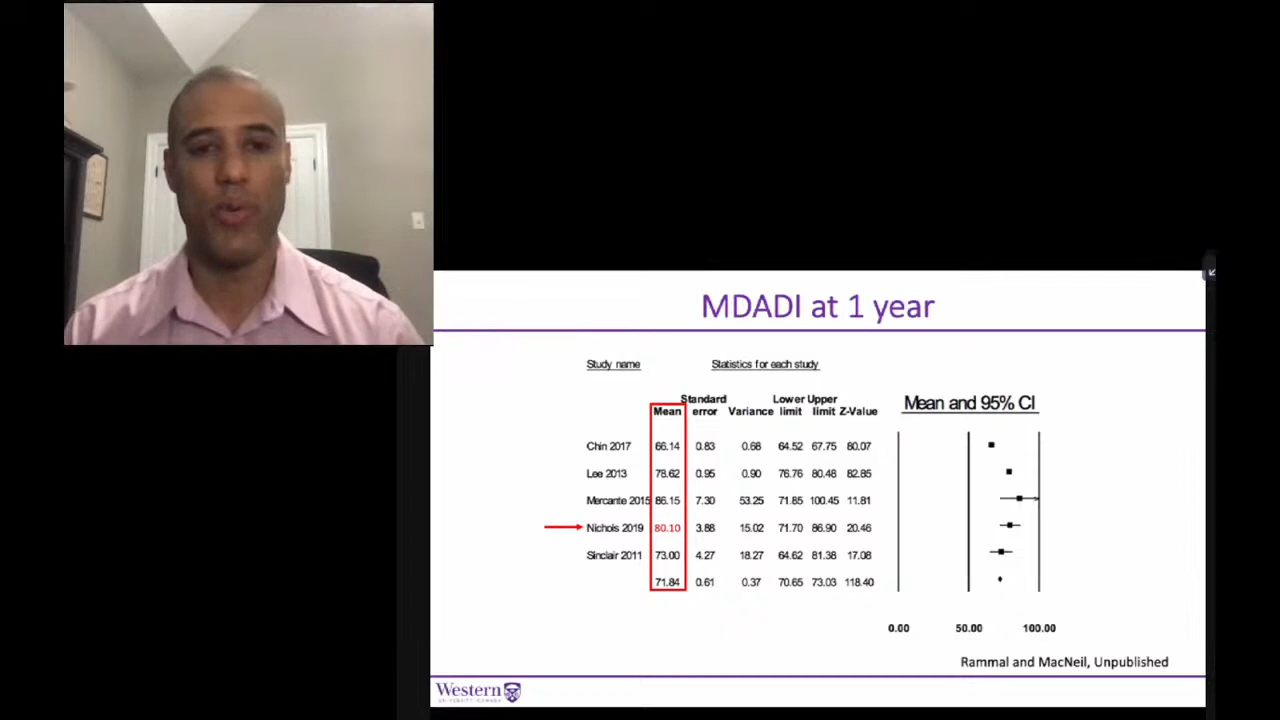 MDADI at 1 year
Study name Statistics for each study
Standard Lower Upper
Mean error Variance limit limit Z-Value Mean and 95% CI
Chin 2017 66.14 0.83 0.68 64.52 67.75 80.07
Lee 2013 78.62 0.95 0.90 76.76 80.48 82.85
Mercante 2015 86.15 7.30 53.25 71.85 100.45 11.81
Nichols 2019 80.10 3.88 15.02 71.70 86.90 20.46
Sinclair 2011 73.00 4.27 18.27 64.62 81.38 17.08
71.84 0.61 0.37 70.65 73.03 118.40
0.00 50.00 100.00
Rammal and MacNeil, Unpublished
Western
UNIVERSITY · CANADA